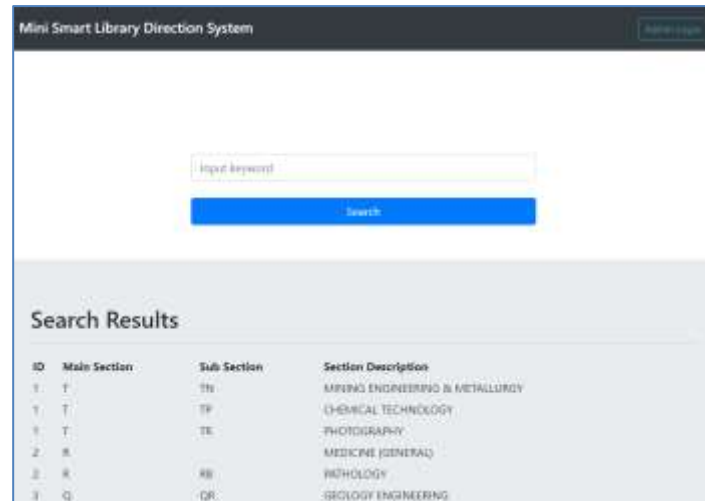 Mini Smart Library Direction System
Admin Login
Input keyword
Search
Search Results
ID Main Section Sub Section Section Description
1 T TN MINING ENGINEERING & METALLURGY
1 T TP CHEMICAL TECHNOLOGY
1 T TR PHOTOGRAPHY
2 R MEDICINE (GENERAL)
2 R RB PATHOLOGY
3 Q QR GEOLOGY ENGINEERING